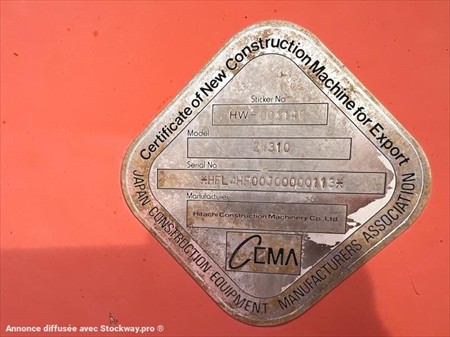 Certificate of New Construction Machine for Export
Sticker No.
Model
ZW310
Serial No.
Manufacturer
Hitachi Construction Machinery Co., Ltd.
CEMA
JAPAN CONSTRUCTION EQUIPMENT MANUFACTURERS ASSOCIATION
Annonce diffusée avec Stockway.pro ®